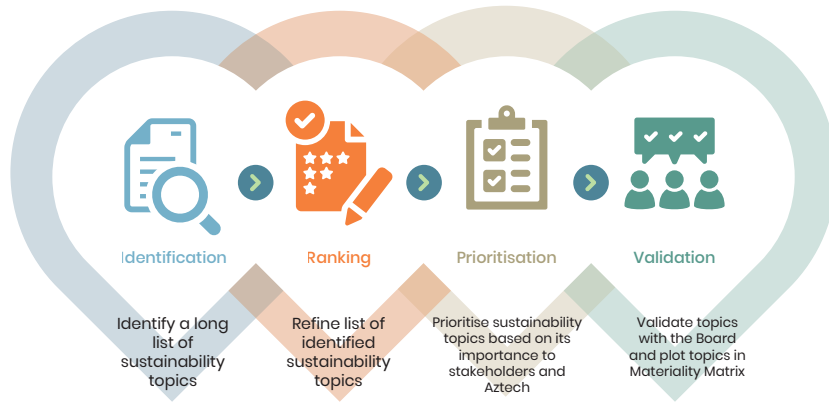 Identification
Ranking
Prioritisation
Validation
Identify a long
list of
sustainability
topics
Refine list of
identified
sustainability
topics
Prioritise sustainability
topics based on its
importance to
stakeholders and
Aztech
Validate topics
with the Board
and plot topics in
Materiality Matrix